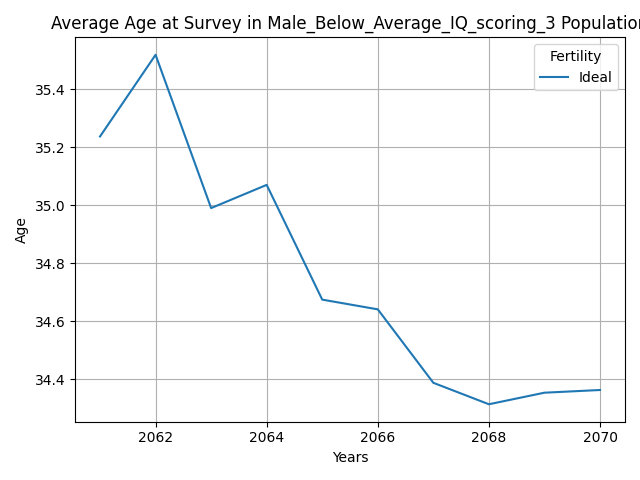 Average Age at Survey in Male_Below_Average_IQ_scoring_3 Population
Fertility
Ideal
35.4
35.2
35.0
34.8
34.6
34.4
Age
2062 2064 2066 2068 2070
Years